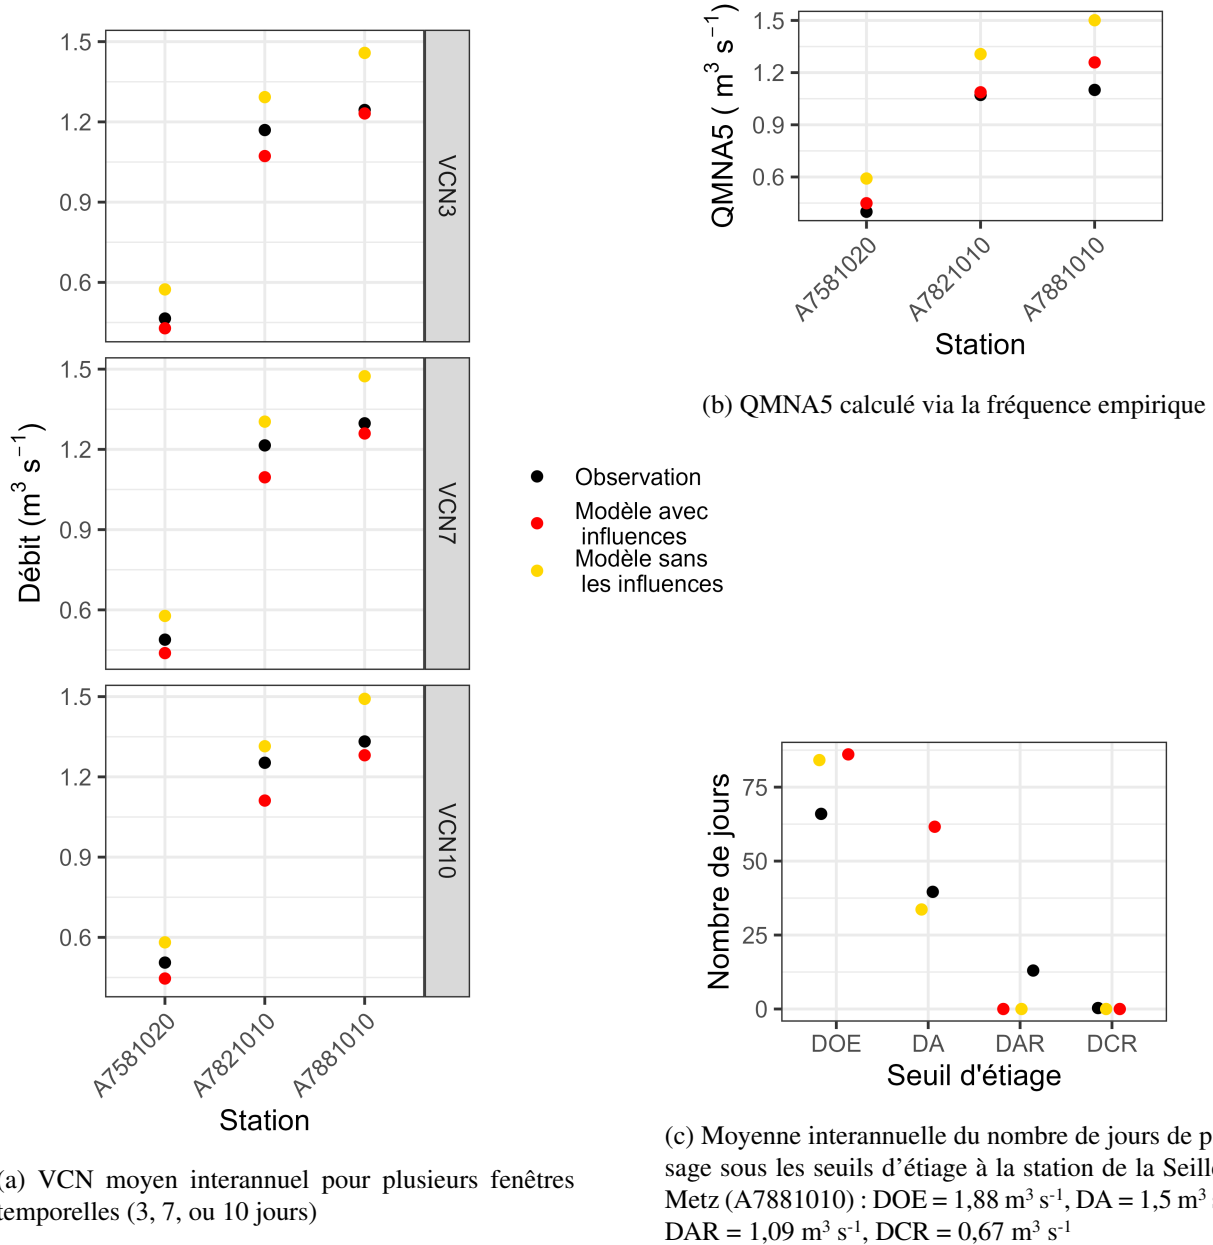 1.5
1.2
0.9
0.6
VCN3
1.5
1.2
0.9
0.6
VCN7
1.5
1.2
0.9
0.6
VCN10
Débit (m³ s⁻¹)
A7581020
A7821010
A7881010
Station
(a) VCN moyen interannuel pour plusieurs fenêtres
temporelles (3, 7, ou 10 jours)
QMNA5 ( m³ s⁻¹)
1.5
1.2
0.9
0.6
A7581020
A7821010
A7881010
Station
(b) QMNA5 calculé via la fréquence empirique
Observation
Modèle avec
influences
Modèle sans
les influences
Nombre de jours
75
50
25
0
DOE DA DAR DCR
Seuil d'étiage
(c) Moyenne interannuelle du nombre de jours de p
sage sous les seuils d’étiage à la station de la Seille
Metz (A7881010) : DOE = 1,88 m³ s⁻¹, DA = 1,5 m³
DAR = 1,09 m³ s⁻¹, DCR = 0,67 m³ s⁻¹